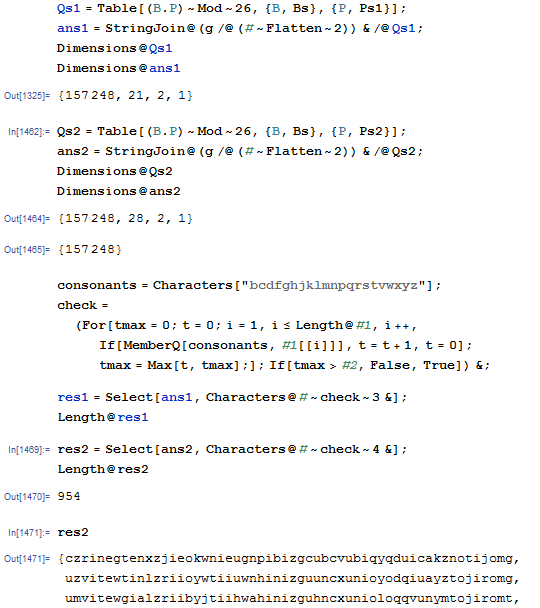 Qs1 = Table[(B.P) ~ Mod ~ 26, {B, Bs}, {P, Ps1}];
ans1 = StringJoin@(g /@ (# ~ Flatten ~ 2)) & /@ Qs1;
Dimensions@Qs1
Dimensions@ans1
Out[1325]= {157248, 21, 2, 1}
In[1462]:= Qs2 = Table[(B.P) ~ Mod ~ 26, {B, Bs}, {P, Ps2}];
ans2 = StringJoin@(g /@ (# ~ Flatten ~ 2)) & /@ Qs2;
Dimensions@Qs2
Dimensions@ans2
Out[1464]= {157248, 28, 2, 1}
Out[1465]= {157248}
consonants = Characters["bcdfghjklmnpqrstvwxyz"];
check =
(For[tmax = 0; t = 0; i = 1, i ≤ Length@#1, i++,
If[MemberQ[consonants, #1[[i]]], t = t + 1, t = 0];
tmax = Max[t, tmax];]; If[tmax > #2, False, True]) &;
res1 = Select[ans1, Characters@# ~ check ~ 3 &];
Length@res1
In[1469]:= res2 = Select[ans2, Characters@# ~ check ~ 4 &];
Length@res2
Out[1470]= 954
In[1471]:= res2
Out[1471]= {czrinegtenxzjieokwnieugnpibizgcubcvubiqyqduicakznotijomg,
uzvitewtinlzriioywtiiuwnhinizguuncxunioyodqiuayztojiromg,
umvitewgialzriibyjtiihwahinizguhncxunioloqqvunymtojiromt,